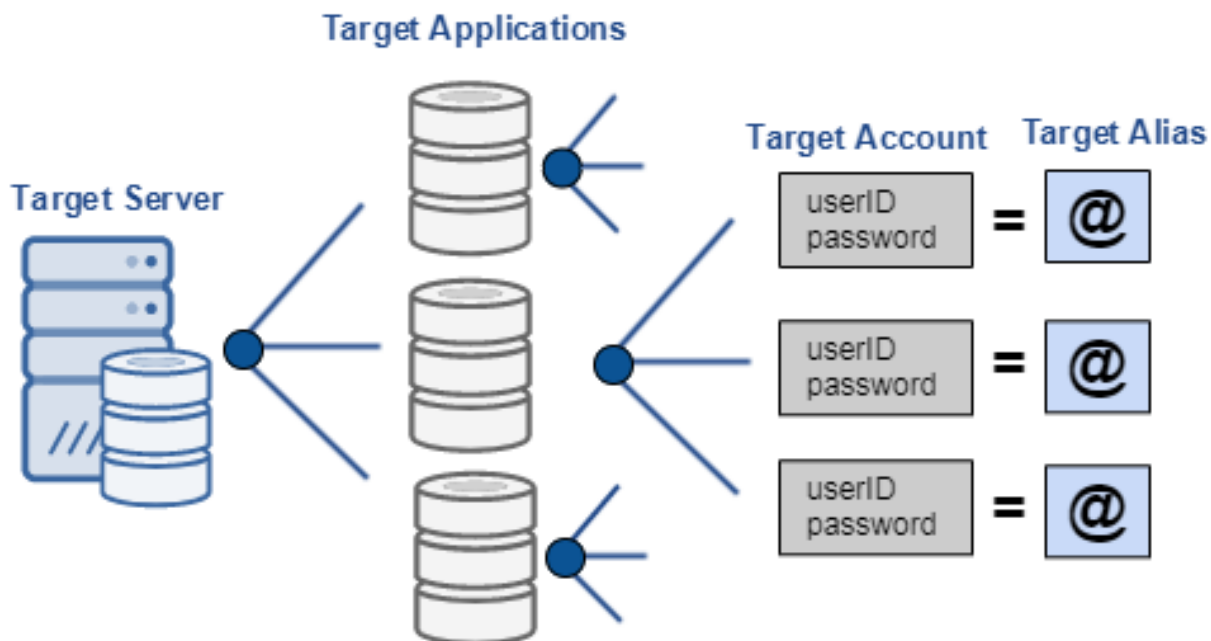 Target Applications
Target Account
Target Alias
Target Server
userID
password
=
@
userID
password
=
@
userID
password
=
@